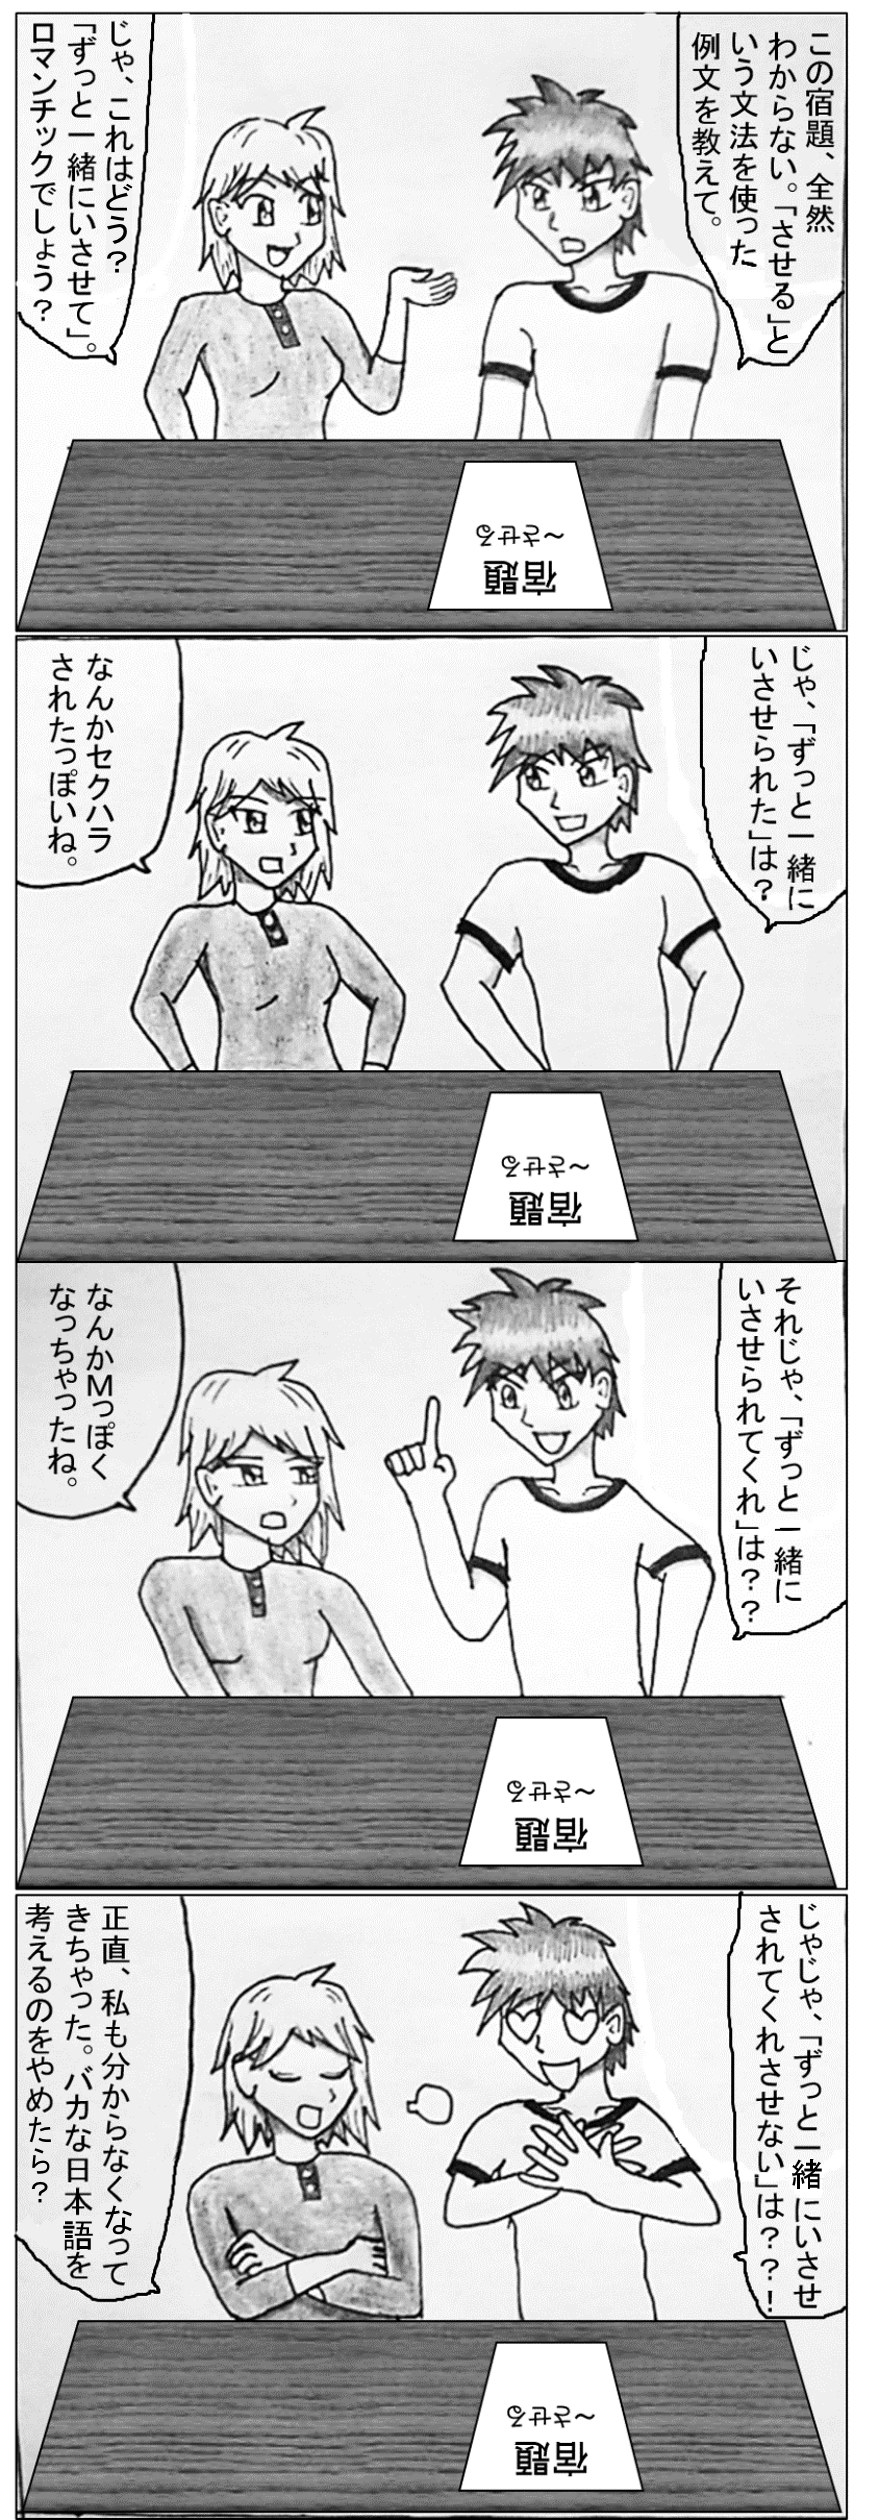 この宿題、全然
わからない。「させる」と
いう文法を使った
例文を教えて。
じゃ、これはどう？
「ずっと一緒にいさせて」。
ロマンチックでしょう？
宿題
～させる
じゃ、「ずっと一緒に
いさせられた」は？
なんかセクハラ
されたっぽいね。
宿題
～させる
それじゃ、「ずっと一緒に
いさせられてくれ」は？？
なんかＭっぽく
なっちゃったね。
宿題
～させる
じゃじゃ、「ずっと一緒にいさせ
されてくれさせない」は？？！
正直、私も分からなくなって
きちゃった。バカな日本語を
考えるのをやめたら？
宿題
～させる